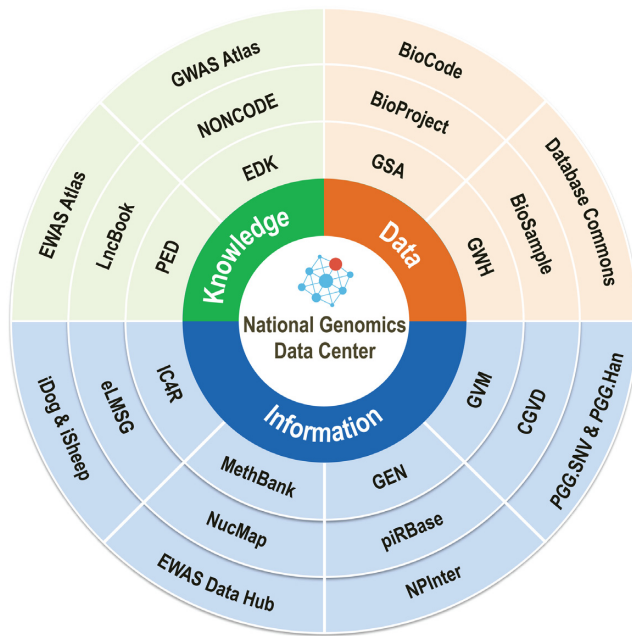 GWAS Atlas
BioCode
NONCODE
BioProject
EDK
GSA
EWAS Atlas
LncBook
PED
GWH
BioSample
Database Commons
Knowledge
Data
National Genomics
Data Center
Information
iDog & iSheep
eLMSG
IC4R
GVM
CGVD
PGG.SNV & PGG.Han
MethBank
GEN
NucMap
piRBase
EWAS Data Hub
NPInter